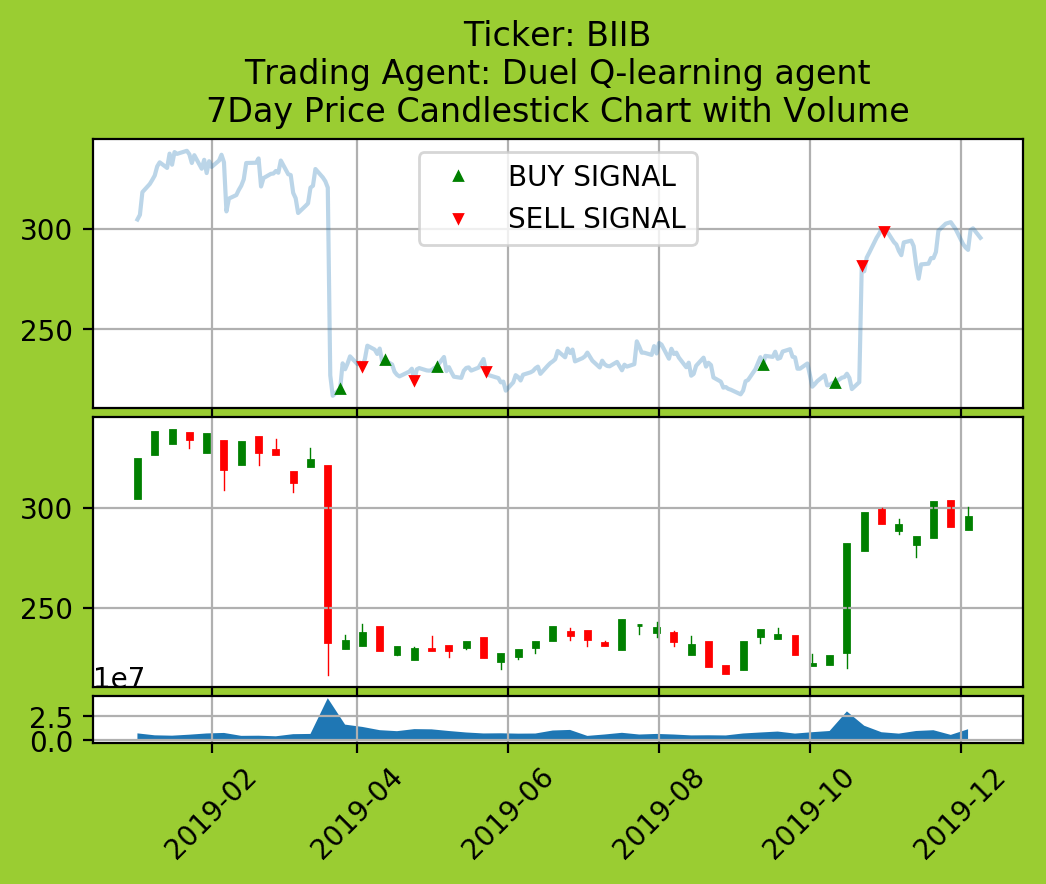 Ticker: BIIB
Trading Agent: Duel Q-learning agent
7Day Price Candlestick Chart with Volume
BUY SIGNAL
SELL SIGNAL
300
250
300
250
1e7
2.5
0.0
2019-02
2019-04
2019-06
2019-08
2019-10
2019-12